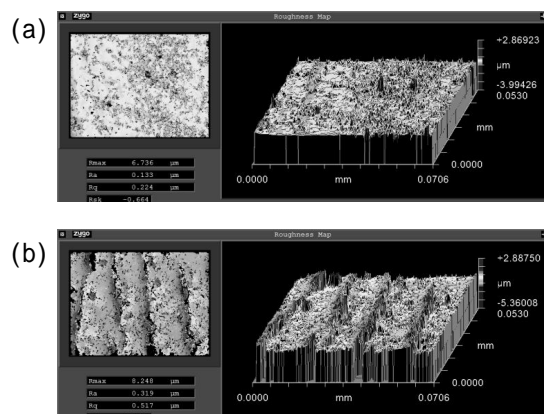 (a)
zygo
Roughness Map
+2.86923
µm
-3.99426
0.0530
mm
0.0000
0.0000
mm
0.0706
Rmax 6.736 µm
Ra 0.133 µm
Rq 0.224 µm
Rsk -0.664
(b)
zygo
Roughness Map
+2.88750
µm
-5.36008
0.0530
mm
0.0000
0.0000
mm
0.0706
Rmax 8.248 µm
Ra 0.319 µm
Rq 0.517 µm